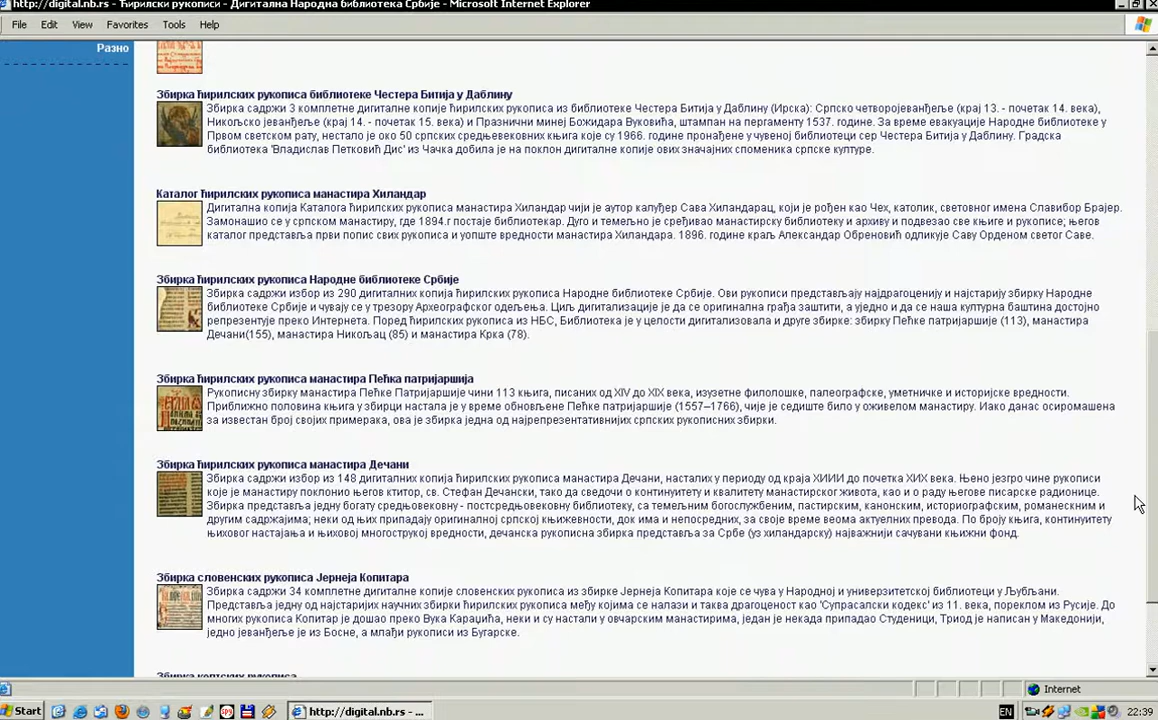 http://digital.nb.rs - Ћирилски рукописи - Дигитална Народна библиотека Србије - Microsoft Internet Explorer
File Edit View Favorites Tools Help
Разно
Збирка ћирилских рукописа библиотеке Честера Битија у Даблину
Збирка садржи 3 комплетне дигиталне копије ћирилских рукописа из библиотеке Честера Битија у Даблину (Ирска): Српско четворојеванђеље (крај 13. - почетак 14. века),
Никољско јеванђеље (крај 14. - почетак 15. века) и Празнични минеј Божидара Вуковића, штампан на пергаменту 1537. године. За време евакуације Народне библиотеке у
Првом светском рату, нестало је око 50 српских средњевековних књига које су 1966. године пронађене у чувеној библиотеци сер Честера Битија у Даблину. Градска
библиотека 'Владислав Петковић Дис' из Чачка добила је на поклон дигиталне копије ових значајних споменика српске културе.
Каталог ћирилских рукописа манастира Хиландар
Дигитална копија Каталога ћирилских рукописа манастира Хиландар чији је аутор калуђер Сава Хиландарац, који је рођен као Чех, католик, световног имена Славибор Брајер.
Замонашио се у српском манастиру, где 1894.г постаје библиотекар. Дуго и темељно је сређивао манастирску библиотеку и архиву и подвезао све књиге и рукописе; његов
каталог представља први попис свих рукописа и уопште вредности манастира Хиландара. 1896. године краљ Александар Обреновић одликује Саву Орденом светог Саве.
Збирка ћирилских рукописа Народне библиотеке Србије
Збирка садржи избор из 290 дигиталних копија ћирилских рукописа Народне библиотеке Србије. Ови рукописи представљају најдрагоценију и најстарију збирку Народне
библиотеке Србије и чувају се у трезору Археографског одељења. Циљ дигитализације је да се оригинална грађа заштити, а уједно и да се наша културна баштина достојно
репрезентује преко Интернета. Поред ћирилских рукописа из НБС, Библиотека је у целости дигитализовала и друге збирке: збирку Пећке патријаршије (113), манастира
Дечани(155), манастира Никољац (85) и манастира Крка (78).
Збирка ћирилских рукописа манастира Пећка патријаршија
Рукописну збирку манастира Пећке Патријаршије чини 113 књига, писаних од XIV до XIX века, изузетне филолошке, палеографске, уметничке и историјске вредности.
Приближно половина књига у збирци настала је у време обновљене Пећке патријаршије (1557–1766), чије је седиште било у оживелом манастиру. Иако данас осиромашена
за известан број својих примерака, ова је збирка једна од најрепрезентативнијих српских рукописних збирки.
Збирка ћирилских рукописа манастира Дечани
Збирка садржи избор из 148 дигиталних копија ћирилских рукописа манастира Дечани, насталих у периоду од краја ХИИИ до почетка ХИХ века. Њено језгро чине рукописи
које је манастиру поклонио његов ктитор, св. Стефан Дечански, тако да сведочи о континуитету и квалитету манастирског живота, као и о раду његове писарске радионице.
Збирка представља једну богату средњовековну - постсредњовековну библиотеку, са темељним богослужбеним, пастирским, канонским, историографским, романескним и
другим садржајима; неки од њих припадају оригиналној српској књижевности, док има и непосредних, за своје време веома актуелних превода. По броју књига, континуитету
њиховог настајања и њиховој многострукој вредности, дечанска рукописна збирка представља за Србе (уз хиландарску) најважнији сачувани књижни фонд.
Збирка словенских рукописа Јернеја Копитара
Збирка садржи 34 комплетне дигиталне копије словенских рукописа из збирке Јернеја Копитара које се чува у Народној и универзитетској библиотеци у Љубљани.
Представља једну од најстаријих научних збирки ћирилских рукописа међу којима се налази и таква драгоценост као 'Супрасалски кодекс' из 11. века, пореклом из Русије. До
многих рукописа Копитар је дошао преко Вука Караџића, неки су и су настали у овчарским манастирима, један је некада припадао Студеници, Триод је написан у Македонији,
једно јеванђеље је из Босне, а млађи рукописи из Бугарске.
Збирка коптских рукописа
Internet
Start
http://digital.nb.rs - ...
EN
22:39